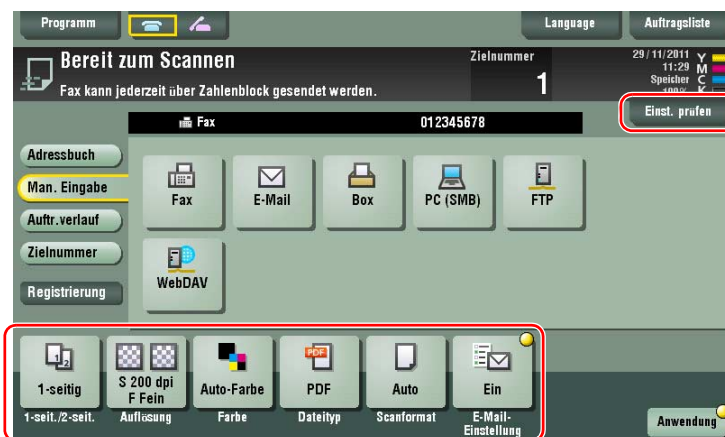 Programm
Language
Auftragsliste
Bereit zum Scannen
Fax kann jederzeit über Zahlenblock gesendet werden.
Zielnummer
1
29/11/2011
11:29
Speicher
100%
Y
M
C
K
Einst. prüfen
Fax
012345678
Adressbuch
Man. Eingabe
Auftr.verlauf
Zielnummer
Registrierung
Fax
E-Mail
Box
PC (SMB)
FTP
WebDAV
1-seitig
S 200 dpi
F Fein
Auto-Farbe
PDF
PDF
Auto
Ein
1-seit./2-seit.
Auflösung
Farbe
Dateityp
Scanformat
E-Mail-
Einstellung
Anwendung